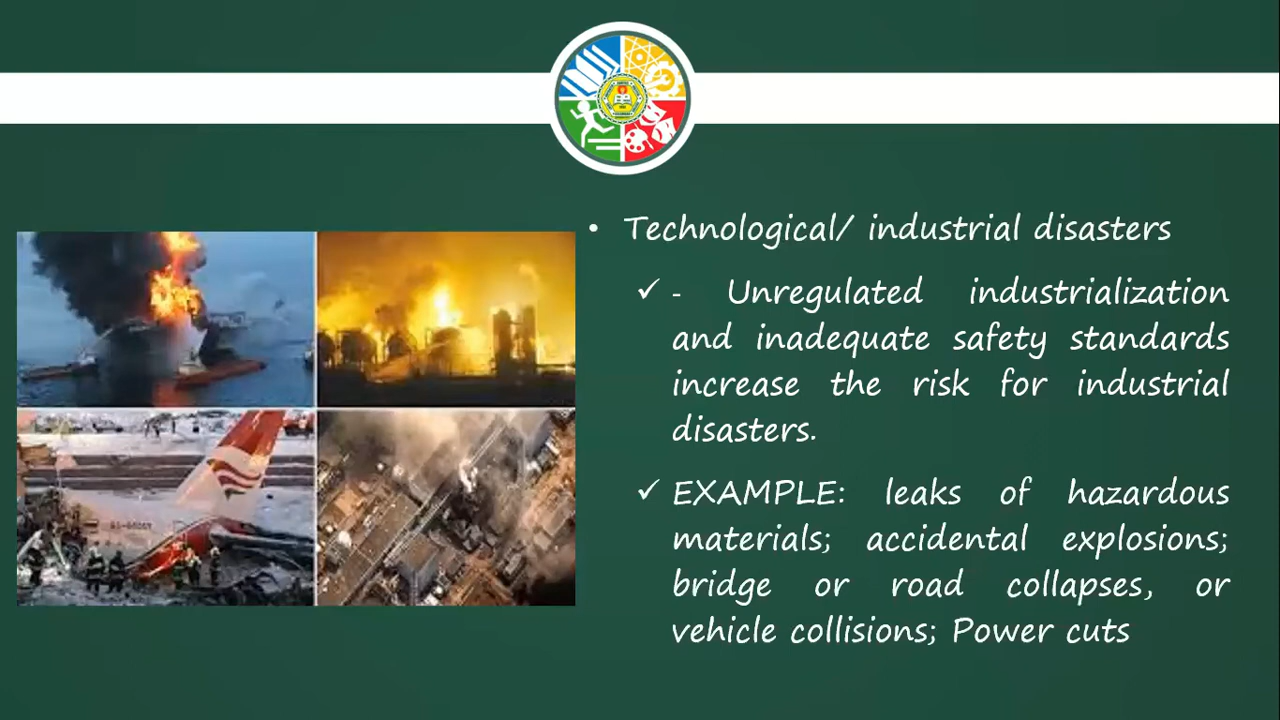 • Technological/ industrial disasters
✓ - Unregulated industrialization
and inadequate safety standards
increase the risk for industrial
disasters.
✓ EXAMPLE: leaks of hazardous
materials; accidental explosions;
bridge or road collapses, or
vehicle collisions; Power cuts